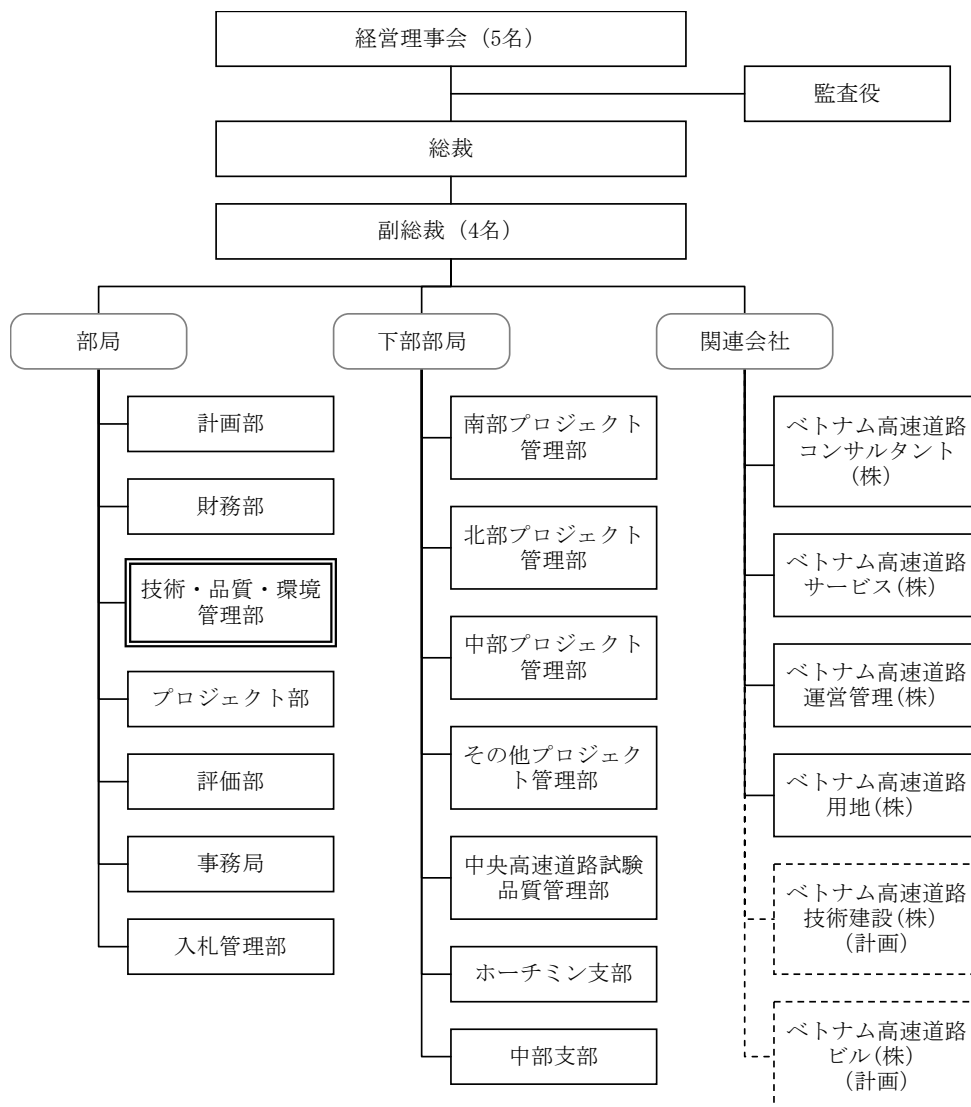 経営理事会 (5名)
監査役
総裁
副総裁 (4名)
部局
計画部
財務部
技術・品質・環境
管理部
プロジェクト部
評価部
事務局
入札管理部
下部部局
南部プロジェクト
管理部
北部プロジェクト
管理部
中部プロジェクト
管理部
その他プロジェク
ト管理部
中央高速道路試験
品質管理部
ホーチミン支部
中部支部
関連会社
ベトナム高速道路
コンサルタント
(株)
ベトナム高速道路
サービス(株)
ベトナム高速道路
運営管理(株)
ベトナム高速道路
用地(株)
ベトナム高速道路
技術建設(株)
(計画)
ベトナム高速道路
ビル(株)
(計画)